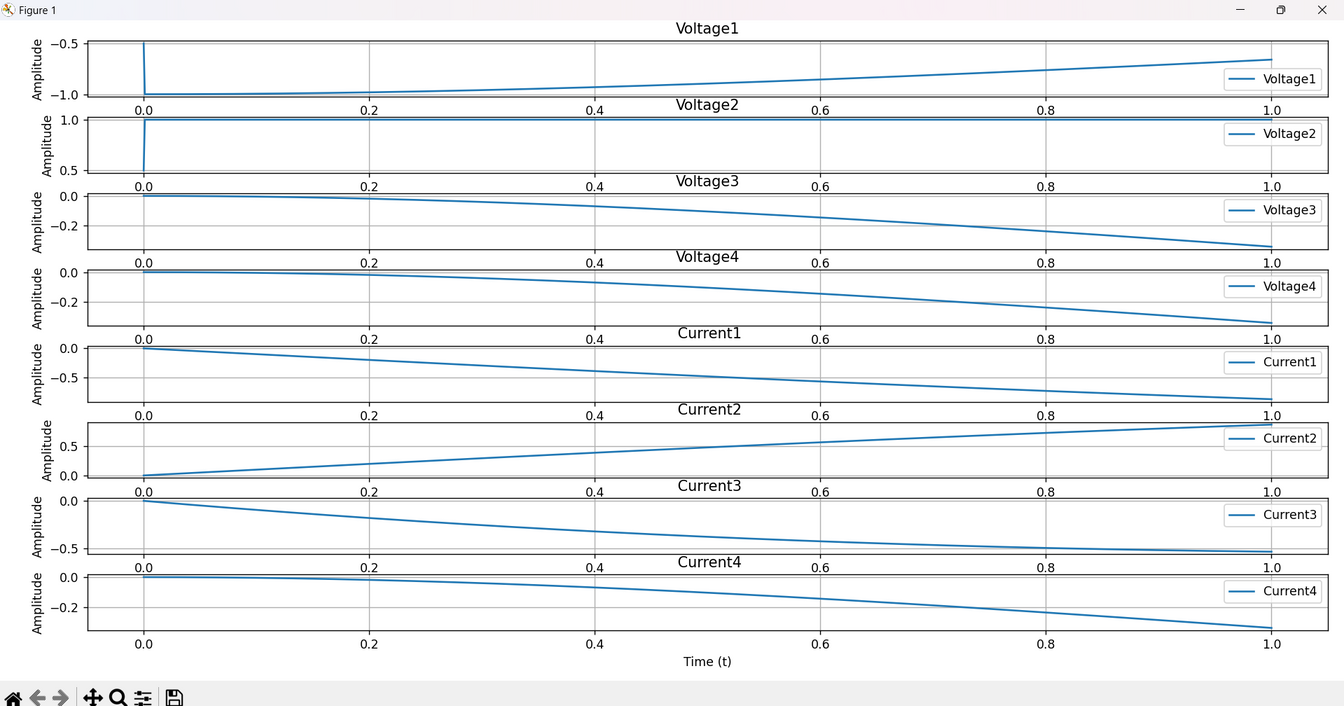 Figure 1
Voltage1
Amplitude
−0.5
−1.0
Voltage1
0.0 0.2 0.4 0.6 0.8 1.0
Voltage2
Amplitude
1.0
0.5
Voltage2
0.0 0.2 0.4 0.6 0.8 1.0
Voltage3
Amplitude
0.0
−0.2
Voltage3
0.0 0.2 0.4 0.6 0.8 1.0
Voltage4
Amplitude
0.0
−0.2
Voltage4
0.0 0.2 0.4 0.6 0.8 1.0
Current1
Amplitude
0.0
−0.5
Current1
0.0 0.2 0.4 0.6 0.8 1.0
Current2
Amplitude
0.5
0.0
Current2
0.0 0.2 0.4 0.6 0.8 1.0
Current3
Amplitude
0.0
−0.5
Current3
0.0 0.2 0.4 0.6 0.8 1.0
Current4
Amplitude
0.0
−0.2
Current4
0.0 0.2 0.4 0.6 0.8 1.0
Time (t)